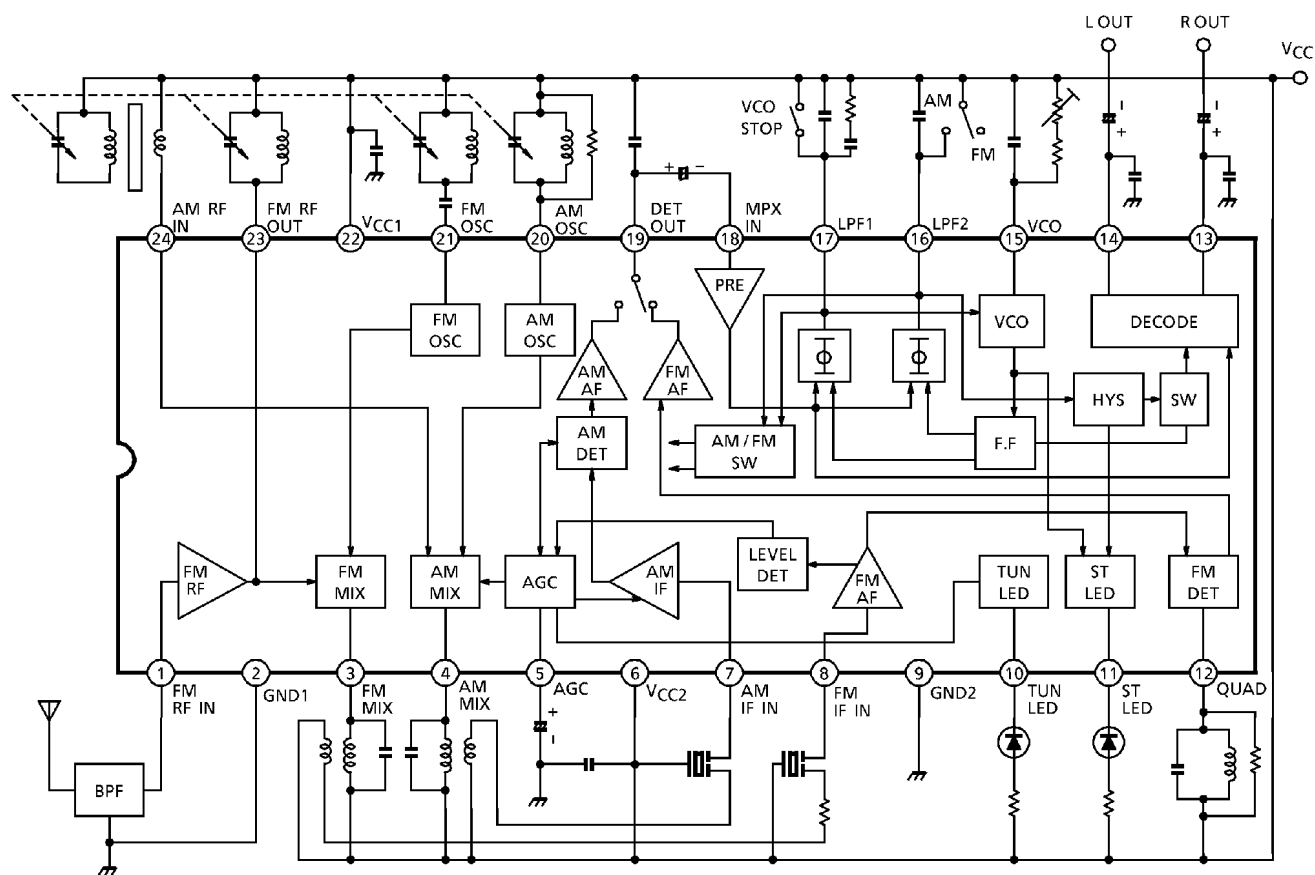 L OUT R OUT
VCC
VCO STOP
AM
FM
+ −
− +
− +
AM RF IN
FM RF OUT
VCC1
FM OSC
AM OSC
DET OUT
MPX IN
LPF1
LPF2
VCO
24 23 22 21 20 19 18 17 16 15 14 13
PRE
FM OSC
AM OSC
VCO
DECODE
AM AF
FM AF
HYS
SW
AM DET
AM / FM SW
F.F
FM RF
FM MIX
AM MIX
AGC
AM IF
LEVEL DET
FM AF
TUN LED
ST LED
FM DET
1 2 3 4 5 6 7 8 9 10 11 12
FM RF IN
GND1
FM MIX
AM MIX
AGC
VCC2
AM IF IN
FM IF IN
GND2
TUN LED
ST LED
QUAD
+ −
BPF